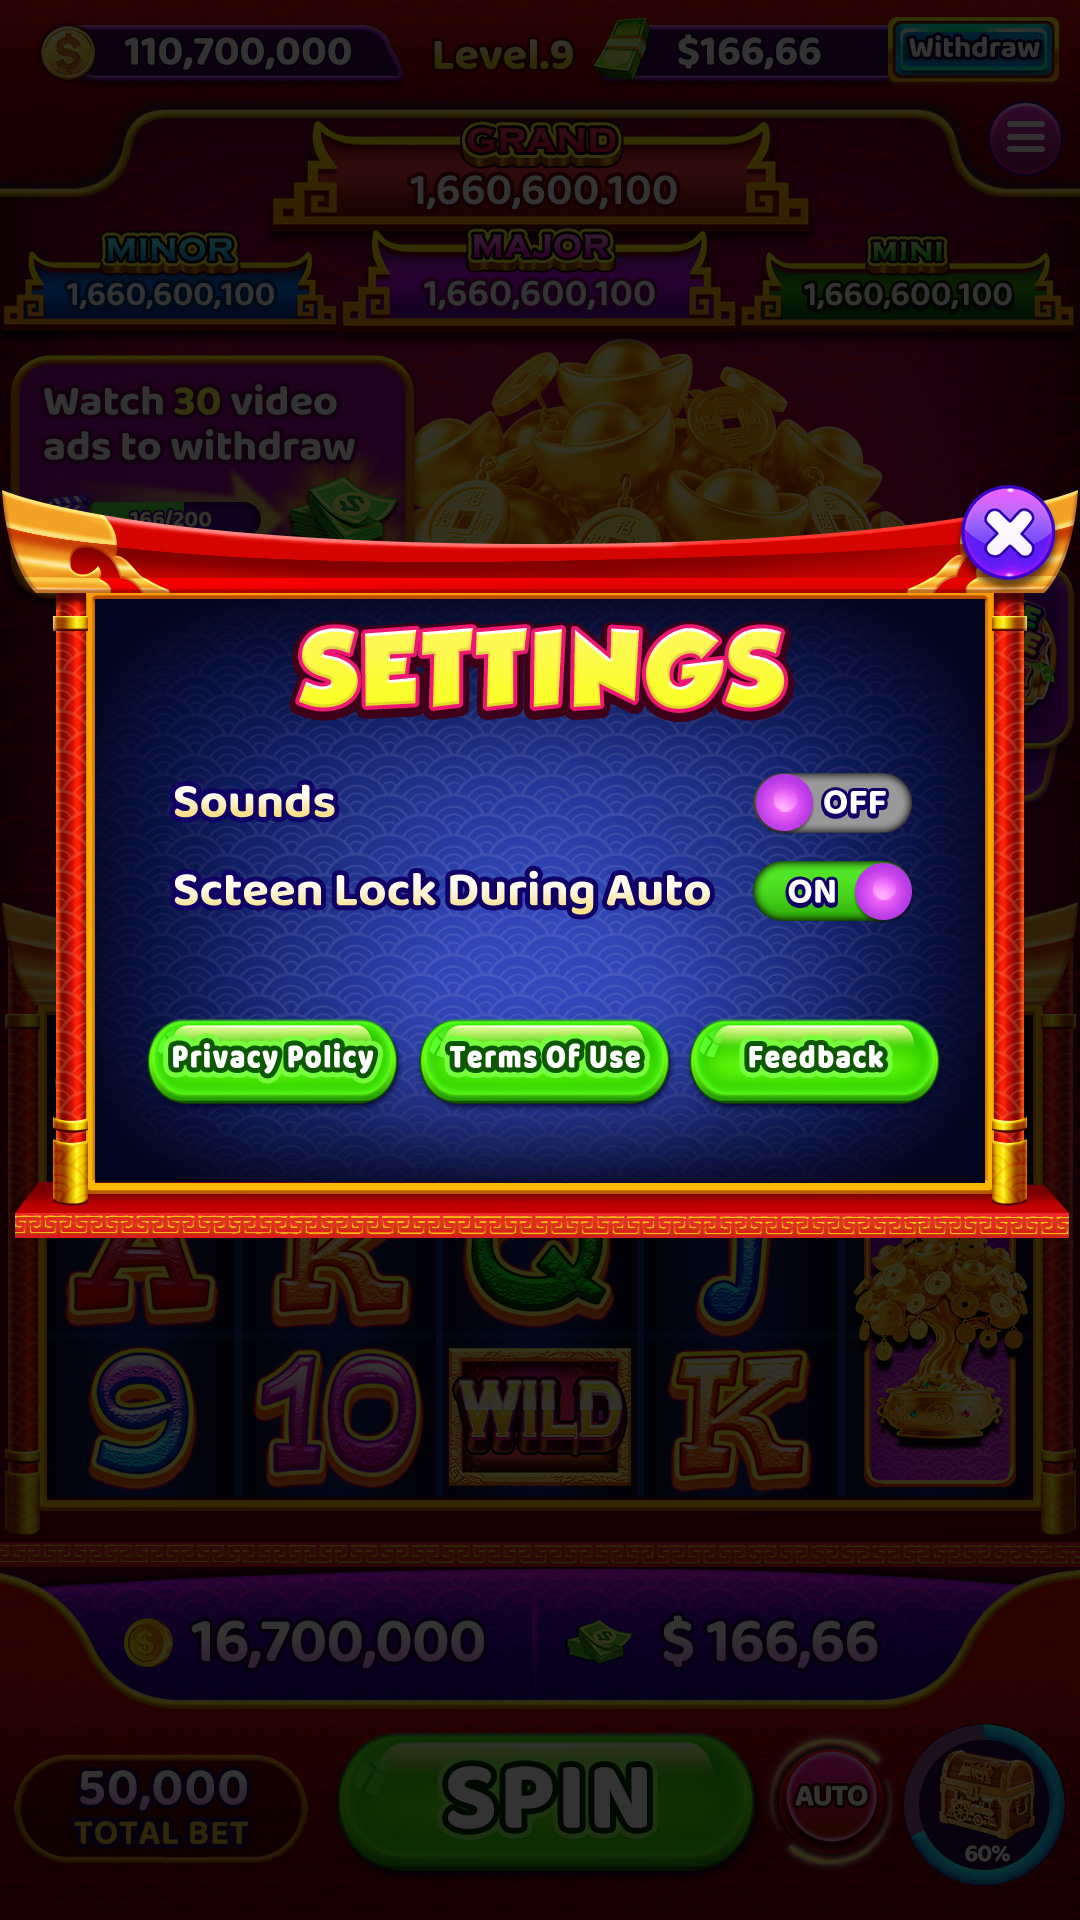 110,700,000 Level.9 $166,66 Withdraw
GRAND
1,660,600,100
MINOR MAJOR MINI
1,660,600,100 1,660,600,100 1,660,600,100
Watch 30 video
ads to withdraw
166/200
SETTINGS
Sounds OFF
Scteen Lock During Auto ON
Privacy Policy Terms Of Use Feedback
A K Q J
9 10 WILD K
16,700,000 $ 166,66
50,000
TOTAL BET
SPIN
AUTO
60%